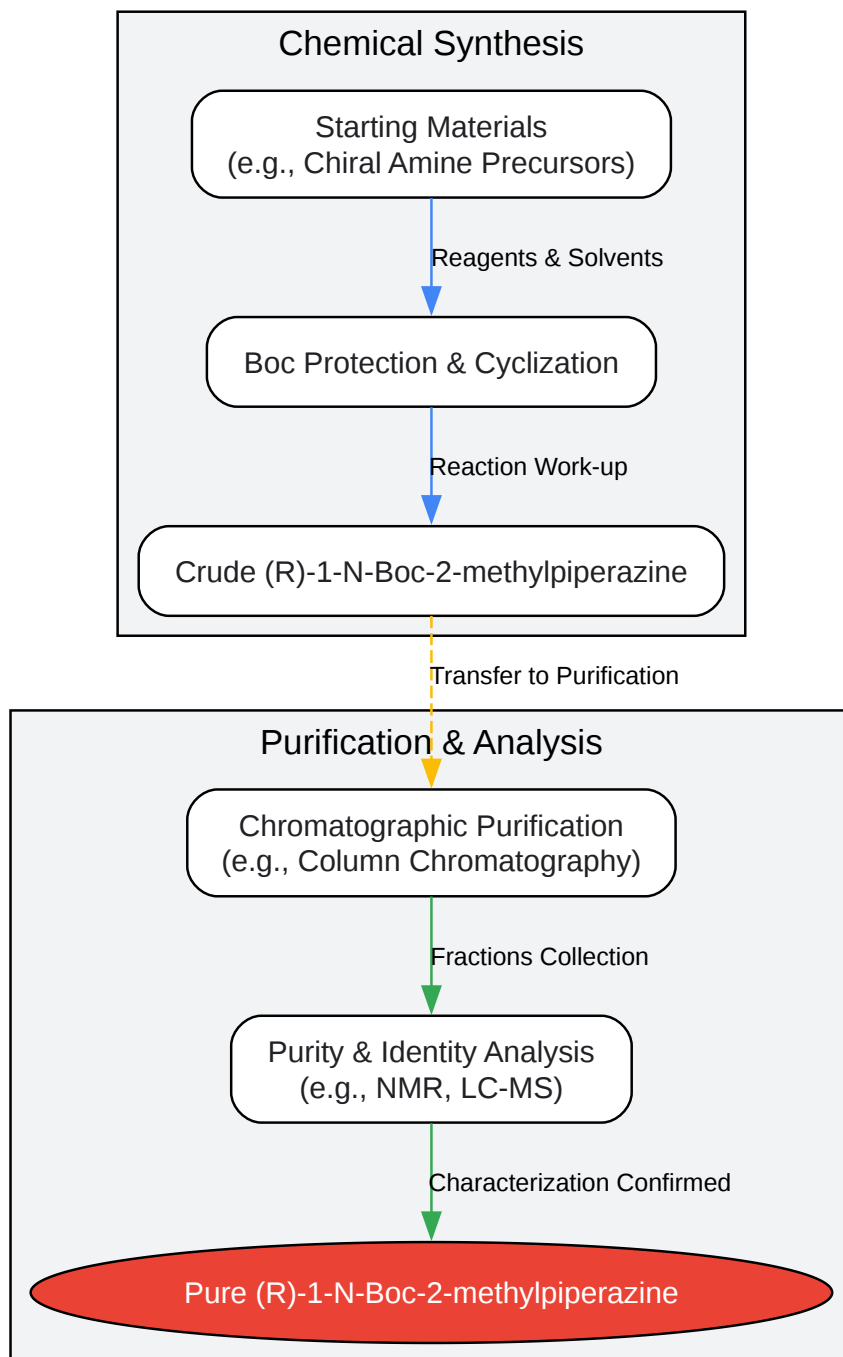 Chemical Synthesis
Starting Materials
(e.g., Chiral Amine Precursors)
Reagents & Solvents
Boc Protection & Cyclization
Reaction Work-up
Crude (R)-1-N-Boc-2-methylpiperazine
Transfer to Purification
Purification & Analysis
Chromatographic Purification
(e.g., Column Chromatography)
Fractions Collection
Purity & Identity Analysis
(e.g., NMR, LC-MS)
Characterization Confirmed
Pure (R)-1-N-Boc-2-methylpiperazine